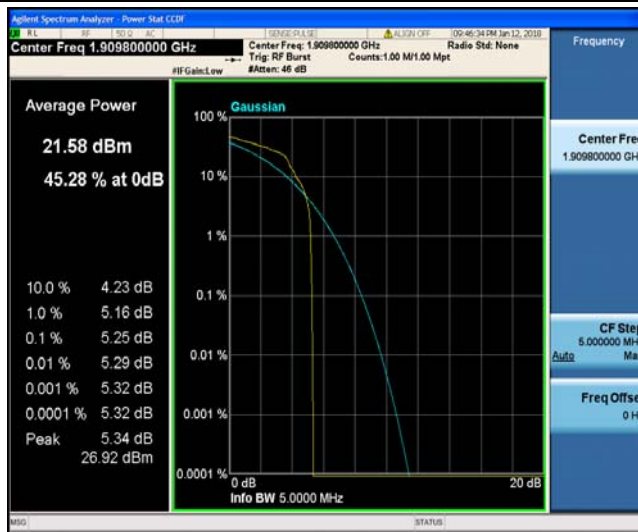 Agilent Spectrum Analyzer - Power Stat CCDF
RL RF 50 Ω AC SENSE:PULSE ALIGN OFF 09:46:34 PM Jan 12, 2018
Center Freq 1.909800000 GHz
Center Freq: 1.909800000 GHz Radio Std: None
Trig: RF Burst Counts:1.00 M/1.00 Mpt
#IFGain:Low #Atten: 46 dB
Frequency
Average Power
21.58 dBm
45.28 % at 0dB
10.0 % 4.23 dB
1.0 % 5.16 dB
0.1 % 5.25 dB
0.01 % 5.29 dB
0.001 % 5.32 dB
0.0001 % 5.32 dB
Peak 5.34 dB
26.92 dBm
Gaussian
100 %
10 %
1 %
0.1 %
0.01 %
0.001 %
0.0001 %
0 dB 20 dB
Info BW 5.0000 MHz
Center Fre
1.909800000 GH
CF Ste
5.000000 MH
Auto Ma
Freq Offse
0 H
MSG STATUS